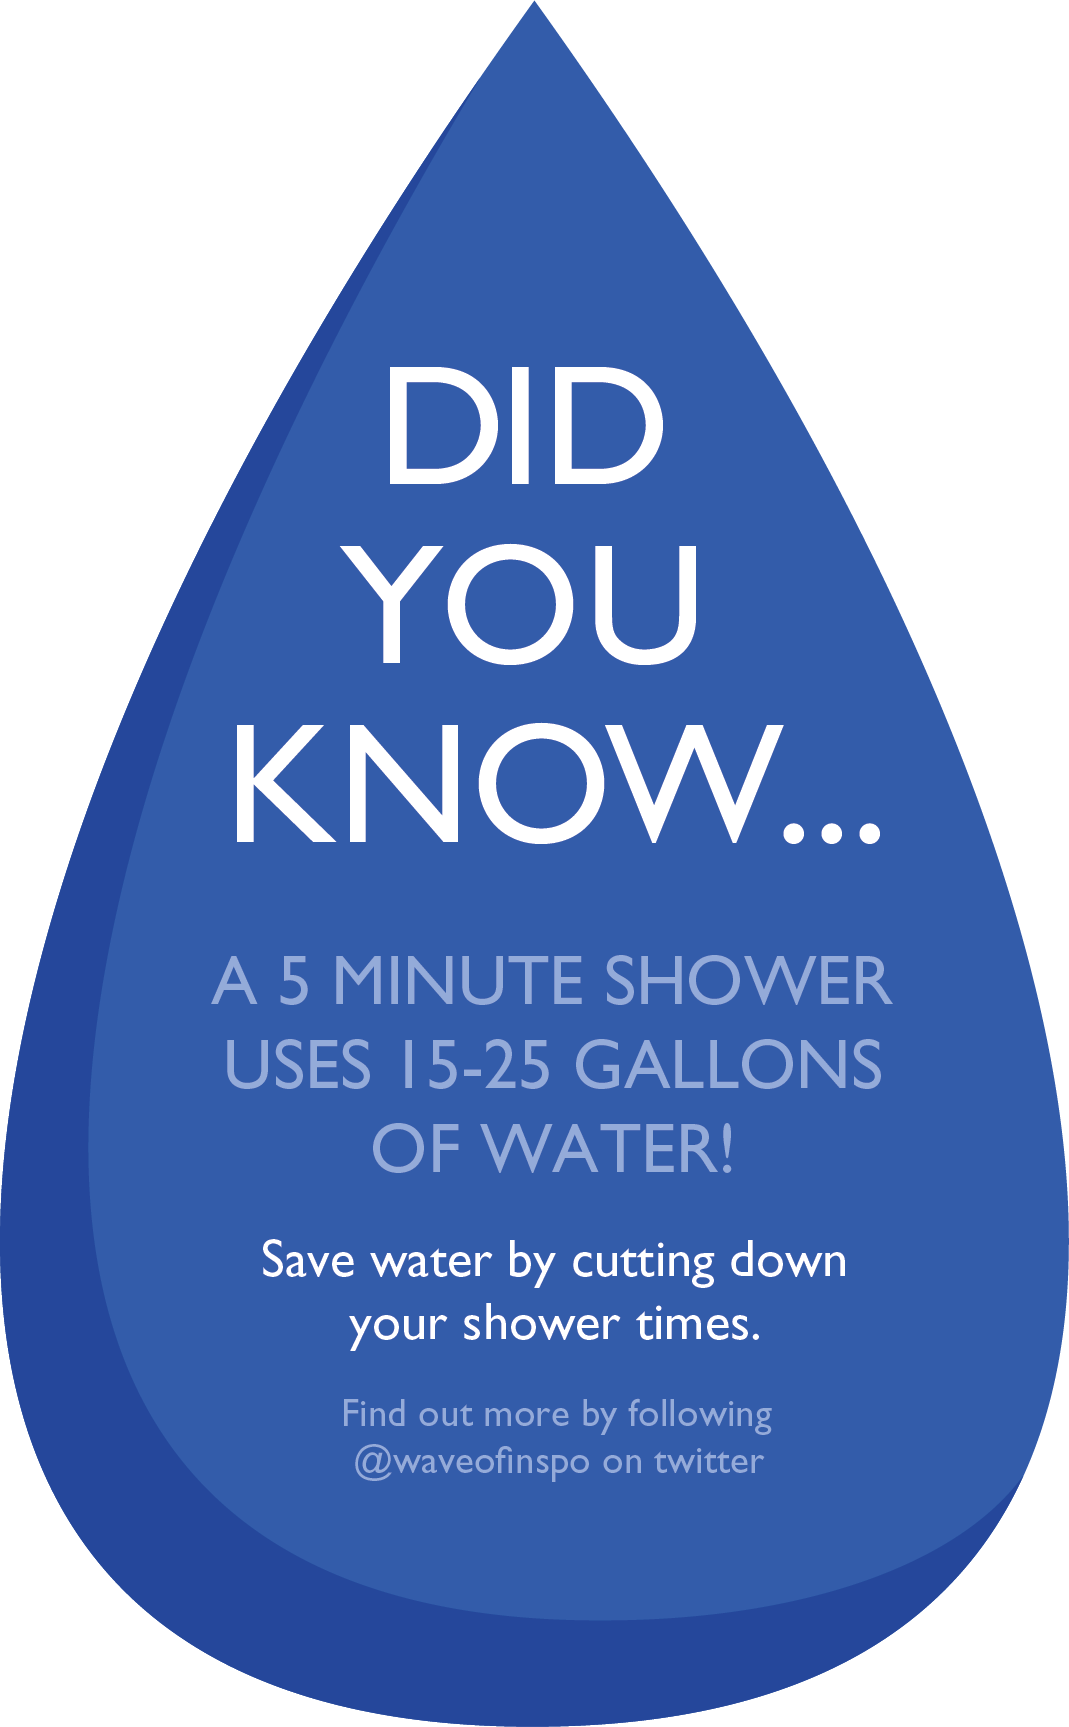 DID
YOU
KNOW...
A 5 MINUTE SHOWER
USES 15-25 GALLONS
OF WATER!
Save water by cutting down
your shower times.
Find out more by following
@waveofinspo on twitter